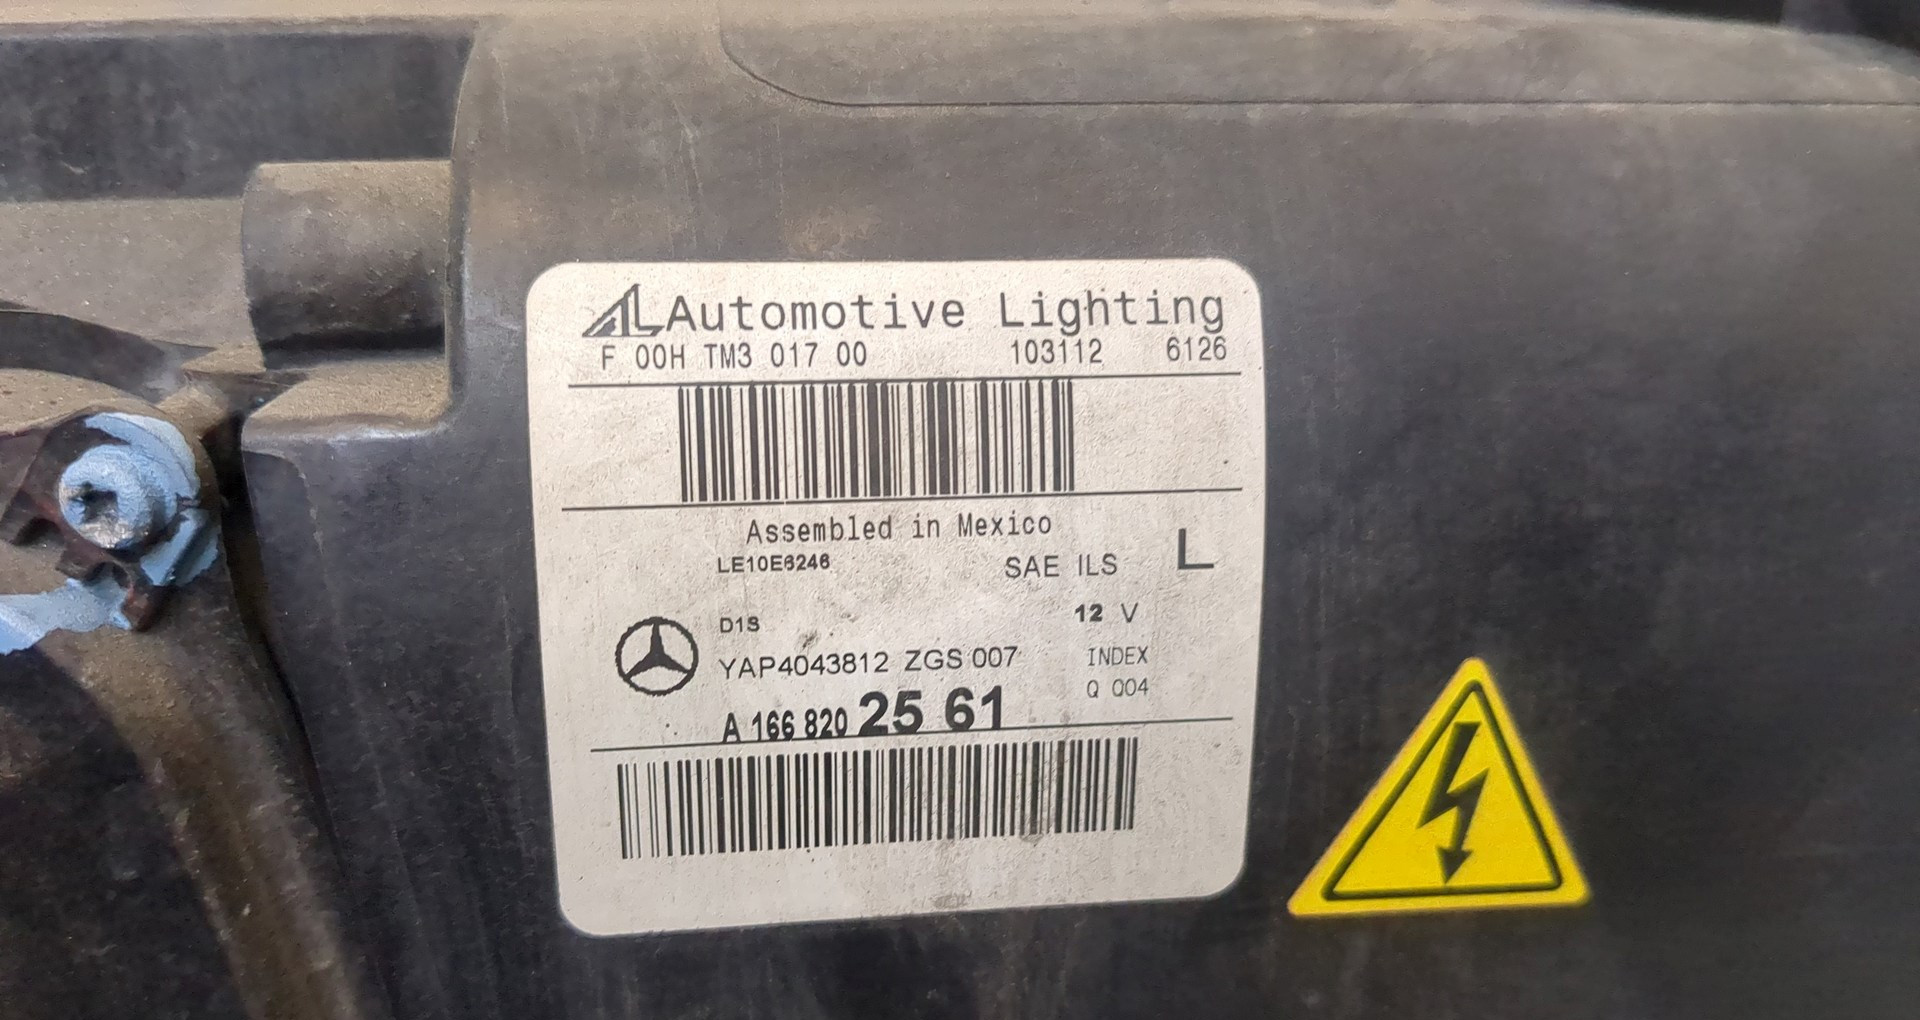 AL Automotive Lighting
F 00H TM3 017 00 103112 6126
Assembled in Mexico
LE10E6246 SAE ILS L
D1S 12 V
YAP4043812 ZGS 007 INDEX
Q 004
A 166 820 25 61